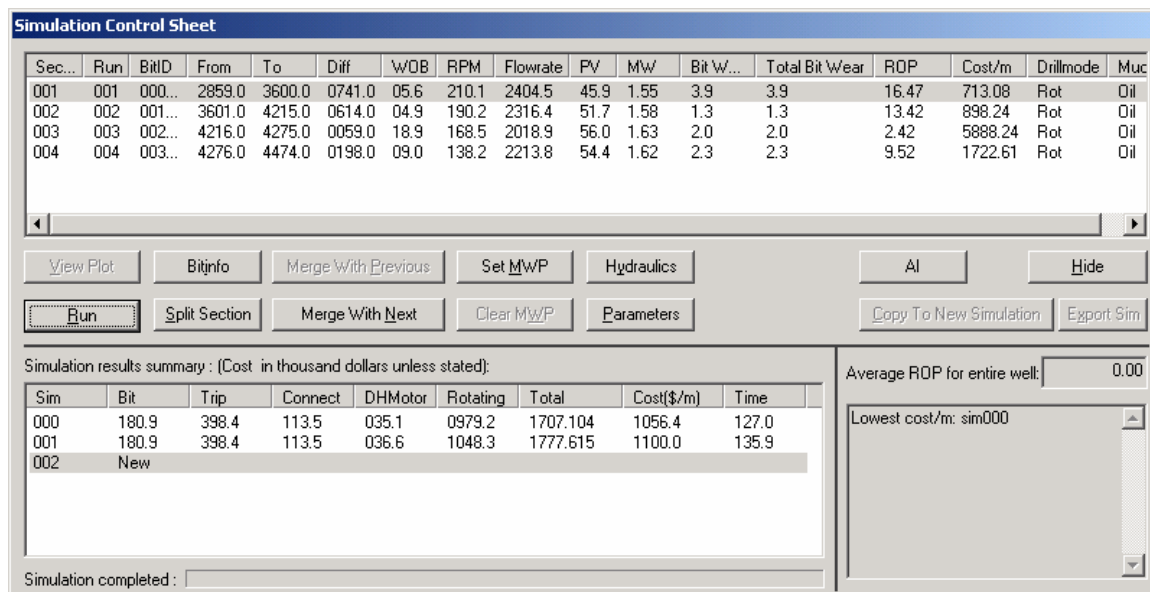 Simulation Control Sheet
Sec... Run BitID From To Diff WOB RPM Flowrate PV MW Bit W... Total Bit Wear ROP Cost/m Drillmode Muc
001 001 000... 2859.0 3600.0 0741.0 05.6 210.1 2404.5 45.9 1.55 3.9 3.9 16.47 713.08 Rot Oil
002 002 001... 3601.0 4215.0 0614.0 04.9 190.2 2316.4 51.7 1.58 1.3 1.3 13.42 898.24 Rot Oil
003 003 002... 4216.0 4275.0 0059.0 18.9 168.5 2018.9 56.0 1.63 2.0 2.0 2.42 5888.24 Rot Oil
004 004 003... 4276.0 4474.0 0198.0 09.0 138.2 2213.8 54.4 1.62 2.3 2.3 9.52 1722.61 Rot Oil
View Plot Bitinfo Merge With Previous Set MWP Hydraulics AI Hide
Run Split Section Merge With Next Clear MWP Parameters Copy To New Simulation Export Sim
Simulation results summary : (Cost in thousand dollars unless stated):
Sim Bit Trip Connect DHMotor Rotating Total Cost($/m) Time
000 180.9 398.4 113.5 035.1 0979.2 1707.104 1056.4 127.0
001 180.9 398.4 113.5 036.6 1048.3 1777.615 1100.0 135.9
002 New
Simulation completed :
Average ROP for entire well: 0.00
Lowest cost/m: sim000